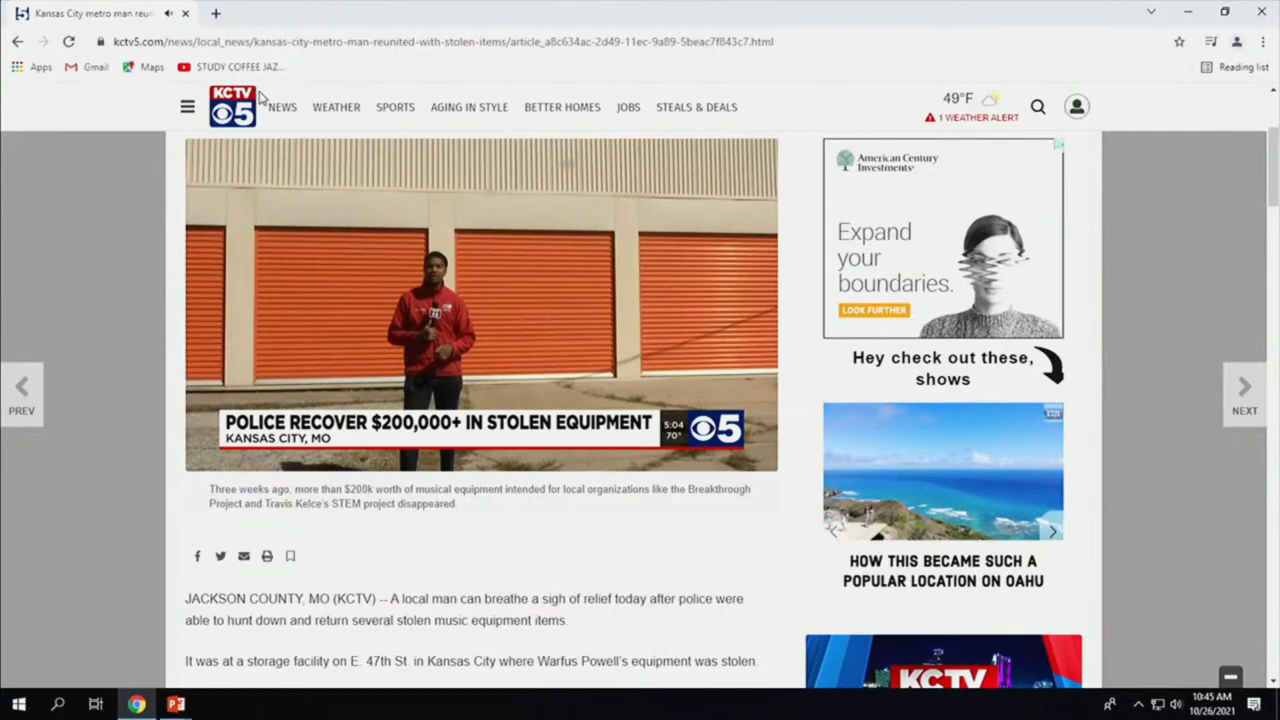 Kansas City metro man reuni
kctv5.com/news/local_news/kansas-city-metro-man-reunited-with-stolen-items/article_a8c634ac-2d49-11ec-9a89-5beac7f843c7.html
Apps
Gmail
Maps
STUDY COFFEE JAZ...
Reading list
KCTV
5
NEWS
WEATHER
SPORTS
AGING IN STYLE
BETTER HOMES
JOBS
STEALS & DEALS
49°F
1 WEATHER ALERT
PREV
NEXT
POLICE RECOVER $200,000+ IN STOLEN EQUIPMENT
KANSAS CITY, MO
5:04
70°
5
Three weeks ago, more than $200k worth of musical equipment intended for local organizations like the Breakthrough
Project and Travis Kelce's STEM project disappeared.
JACKSON COUNTY, MO (KCTV) -- A local man can breathe a sigh of relief today after police were
able to hunt down and return several stolen music equipment items.
It was at a storage facility on E. 47th St. in Kansas City where Warfus Powell's equipment was stolen.
American Century
Investments®
Expand
your
boundaries.
LOOK FURTHER
Hey check out these,
shows
HOW THIS BECAME SUCH A
POPULAR LOCATION ON OAHU
KCTV
10:45 AM
10/26/2021